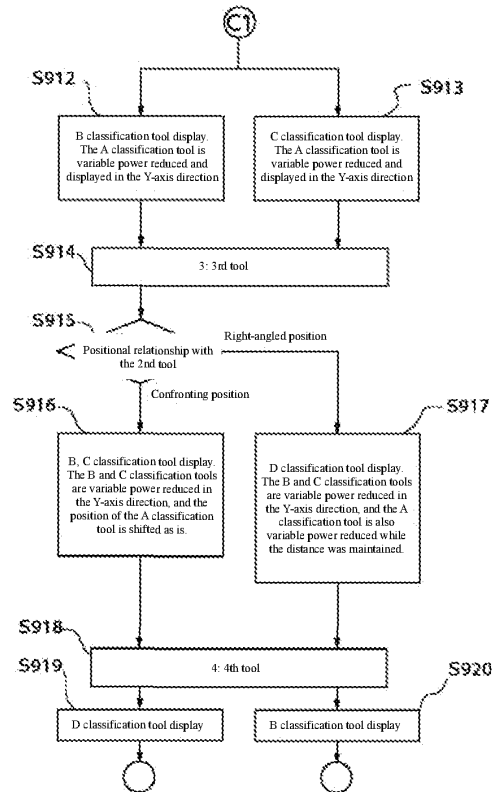 C1
S912
S913
B classification tool display.
The A classification tool is
variable power reduced and
displayed in the Y-axis direction
C classification tool display.
The A classification tool is
variable power reduced and
displayed in the Y-axis direction
S914
3: 3rd tool
S915
Positional relationship with
the 2nd tool
Right-angled position
Confronting position
S916
S917
B, C classification tool display.
The B and C classification tools
are variable power reduced in
the Y-axis direction, and the
position of the A classification
tool is shifted as is.
D classification tool display.
The B and C classification tools
are variable power reduced in
the Y-axis direction, and the A
classification tool is also
variable power reduced while
the distance was maintained.
S918
4: 4th tool
S919
S920
D classification tool display
B classification tool display